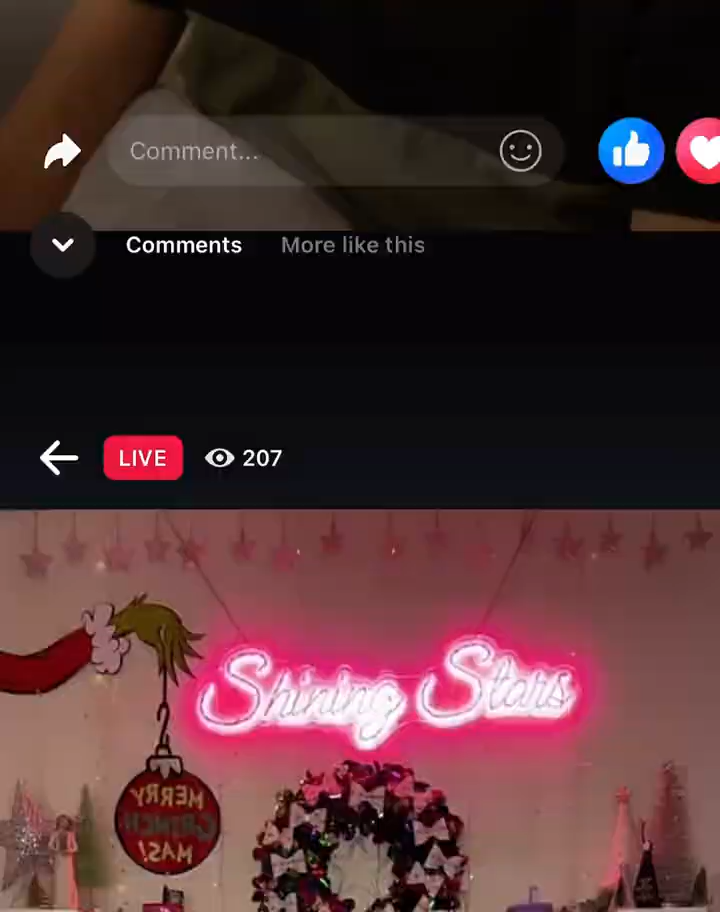 Comment...
Comments More like this
LIVE 207
Shining Stars
MERRY
GRINCH
MAS!